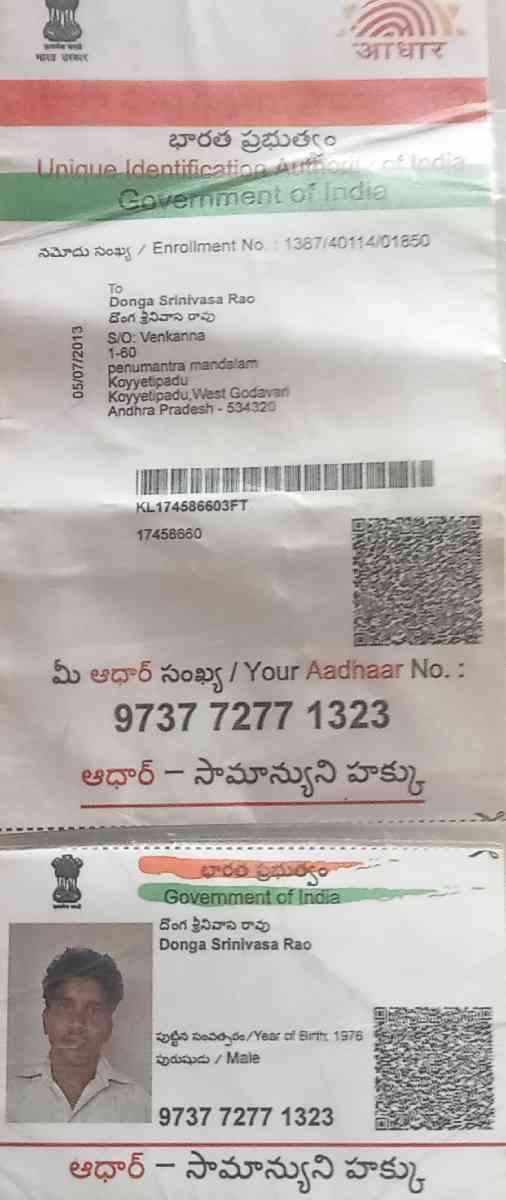 भारत सरकार
आधार
భారత ప్రభుత్వం
Unique Identification Authority of India
Government of India
నమోదు సంఖ్య / Enrollment No. : 1387/40114/01850
To
Donga Srinivasa Rao
దొంగ శ్రీనివాస రావు
S/O: Venkanna
1-60
penumantra mandalam
Koyyetipadu
Koyyetipadu,West Godavari
Andhra Pradesh - 534320
05/07/2013
KL174586603FT
17458660
మీ ఆధార్ సంఖ్య / Your Aadhaar No. :
9737 7277 1323
ఆధార్ – సామాన్యుని హక్కు
భారత ప్రభుత్వం
Government of India
దొంగ శ్రీనివాస రావు
Donga Srinivasa Rao
పుట్టిన సంవత్సరం/Year of Birth: 1976
పురుషుడు / Male
9737 7277 1323
ఆధార్ – సామాన్యుని హక్కు